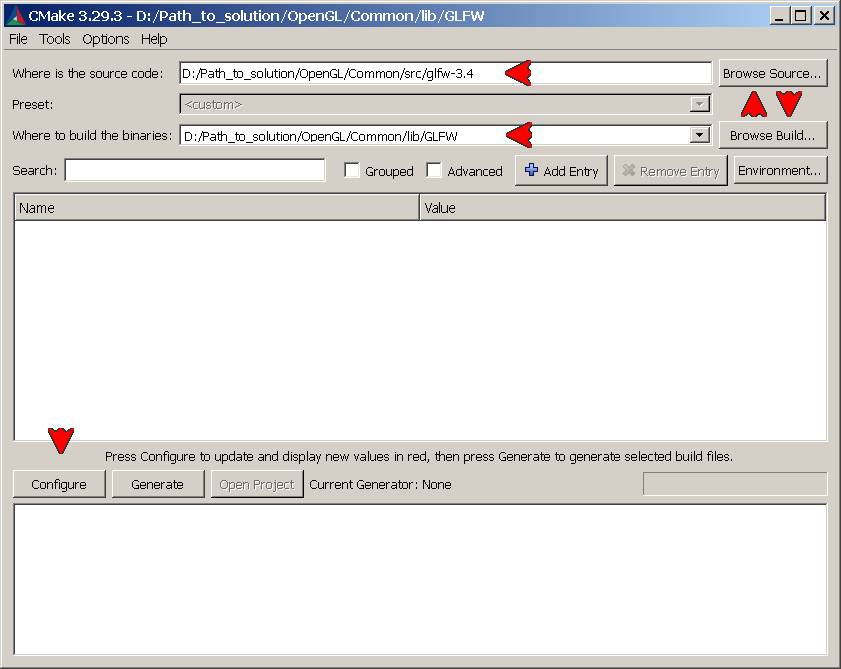 CMake 3.29.3 - D:/Path_to_solution/OpenGL/Common/lib/GLFW
File Tools Options Help
Where is the source code: D:/Path_to_solution/OpenGL/Common/src/glfw-3.4 Browse Source...
Preset: <custom>
Where to build the binaries: D:/Path_to_solution/OpenGL/Common/lib/GLFW Browse Build...
Search: Grouped Advanced Add Entry Remove Entry Environment...
Name Value
Press Configure to update and display new values in red, then press Generate to generate selected build files.
Configure Generate Open Project Current Generator: None